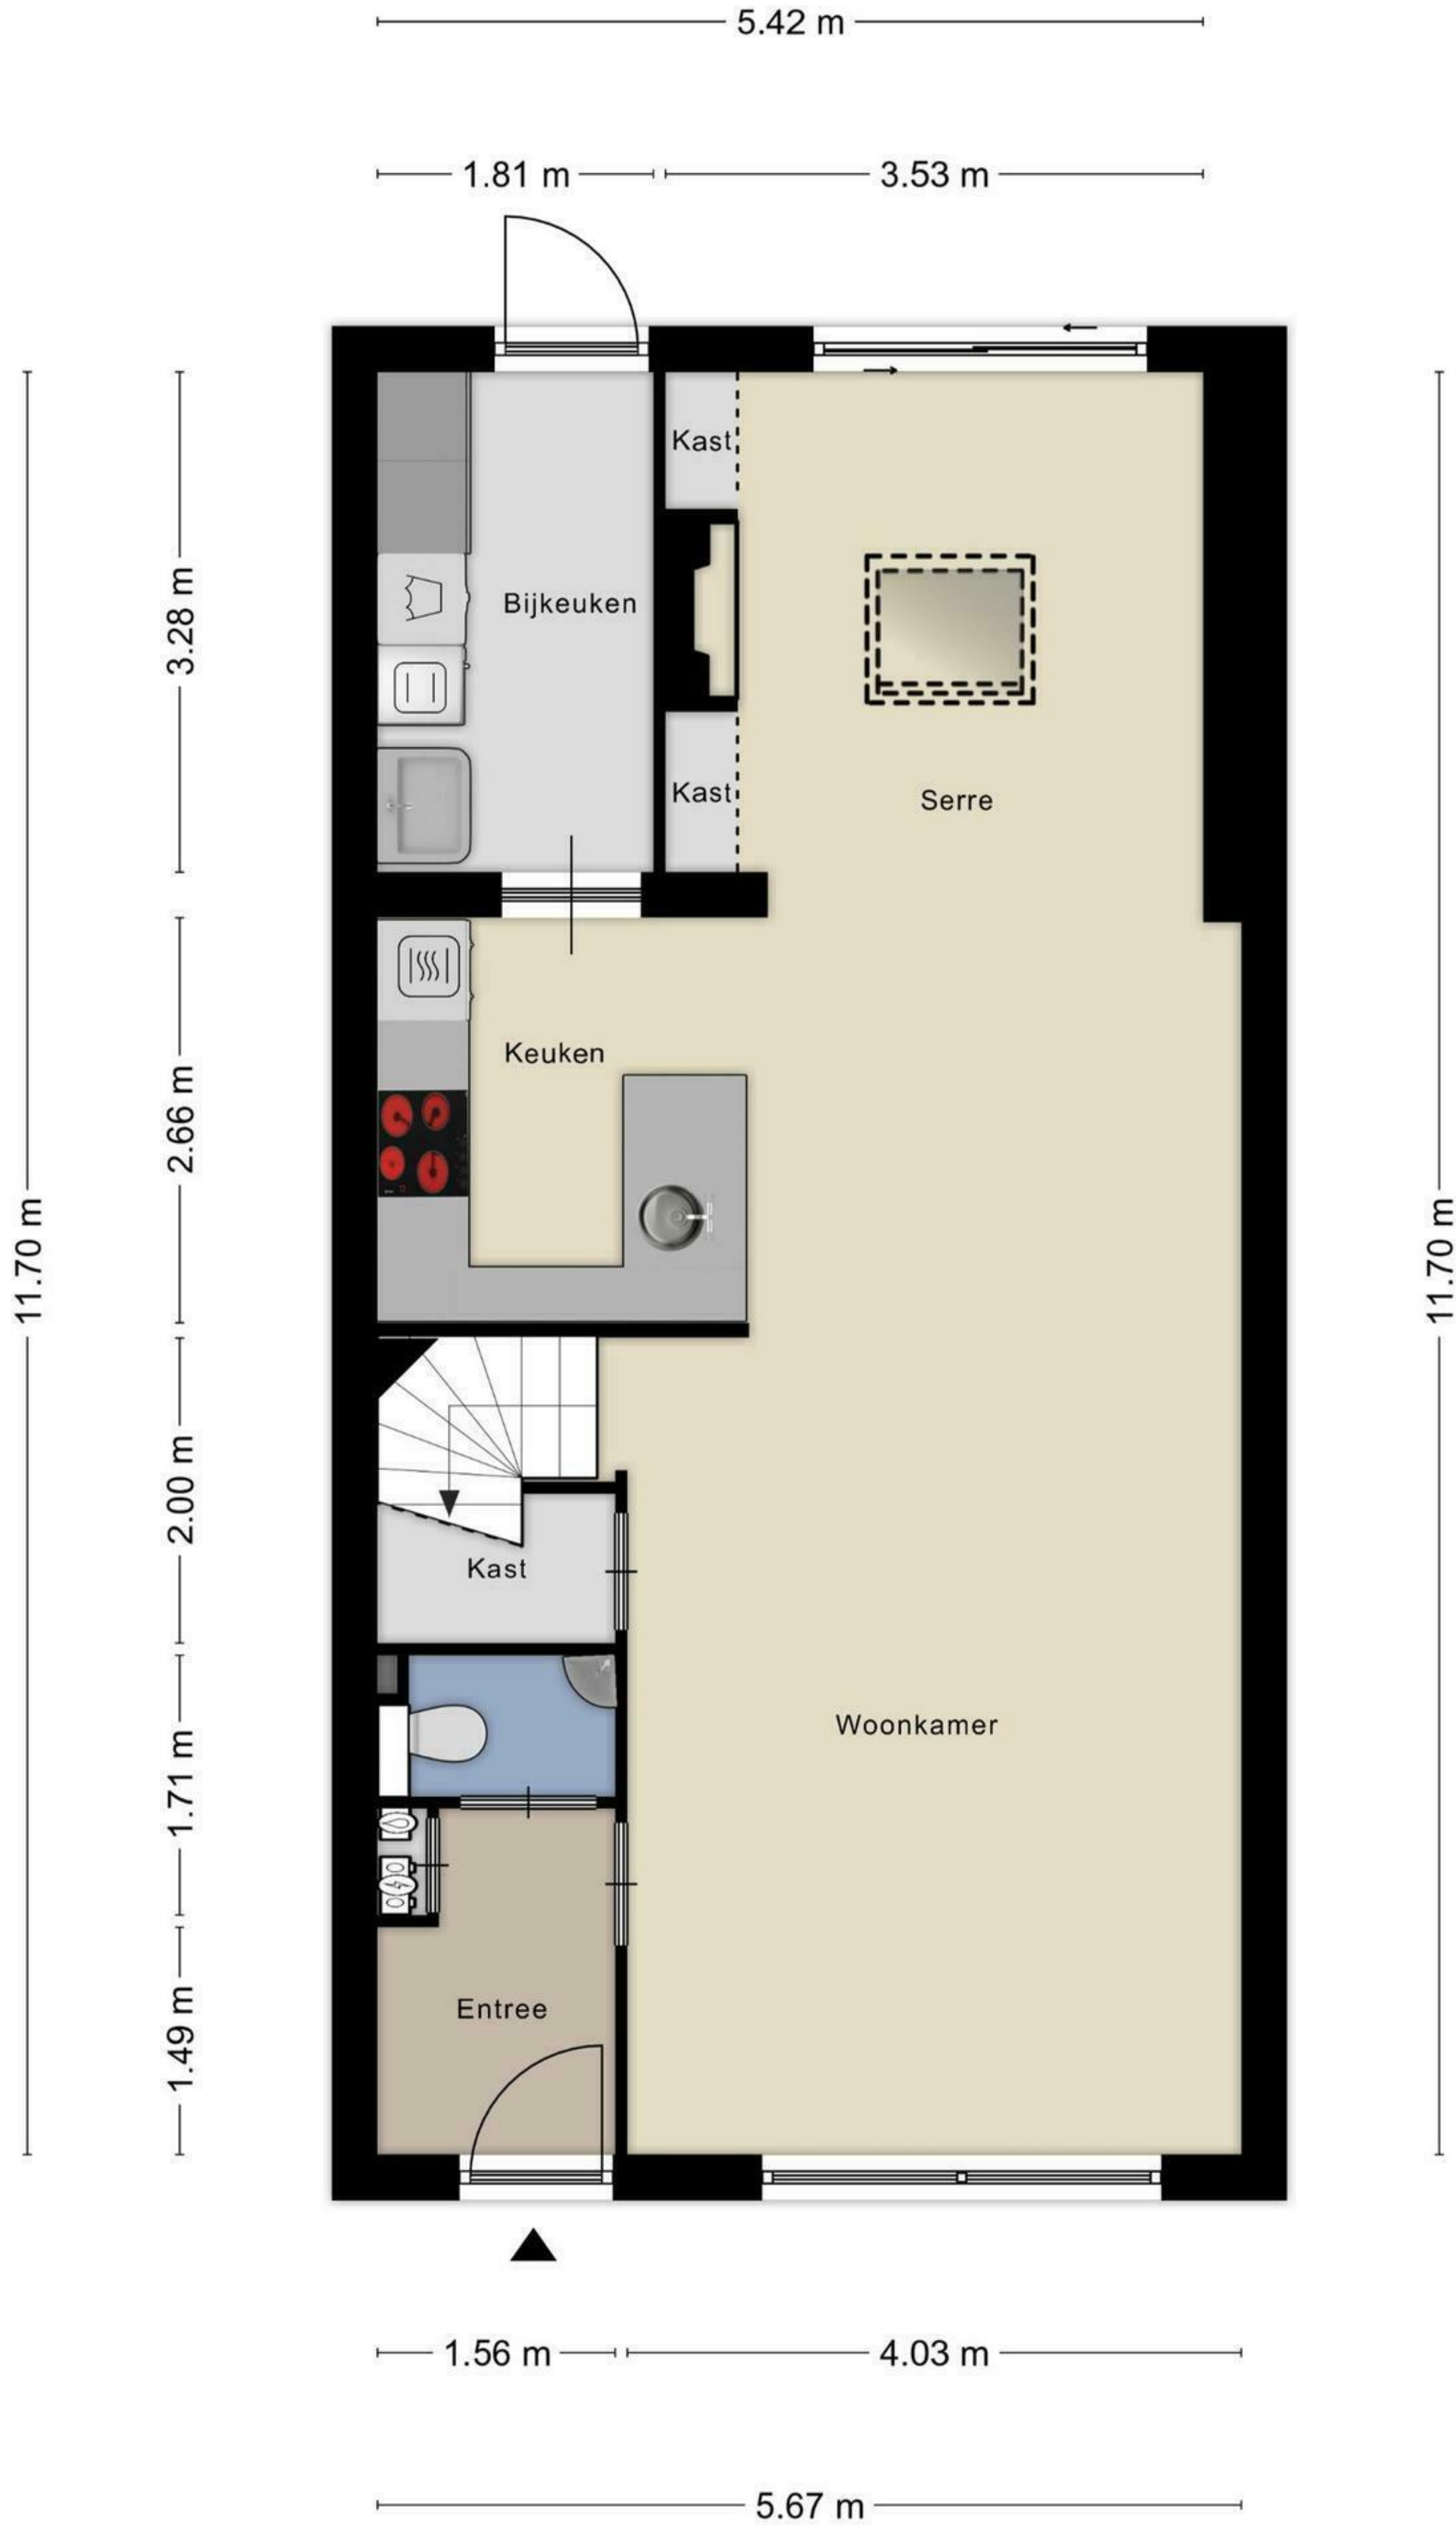 5.42 m
1.81 m
3.53 m
Kast
Bijkeuken
3.28 m
Kast
Serre
Keuken
2.66 m
11.70 m
11.70 m
2.00 m
Kast
Woonkamer
1.71 m
Entree
1.49 m
1.56 m
4.03 m
5.67 m